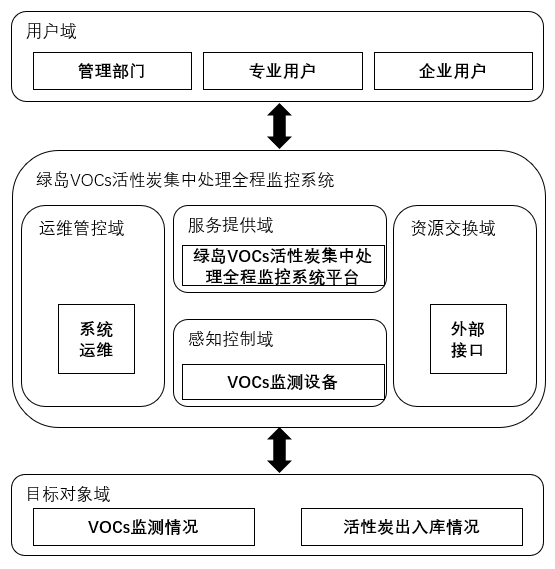 用户域
管理部门
专业用户
企业用户
绿岛VOCs活性炭集中处理全程监控系统
运维管控域
系统
运维
服务提供域
绿岛VOCs活性炭集中处
理全程监控系统平台
感知控制域
VOCs监测设备
资源交换域
外部
接口
目标对象域
VOCs监测情况
活性炭出入库情况